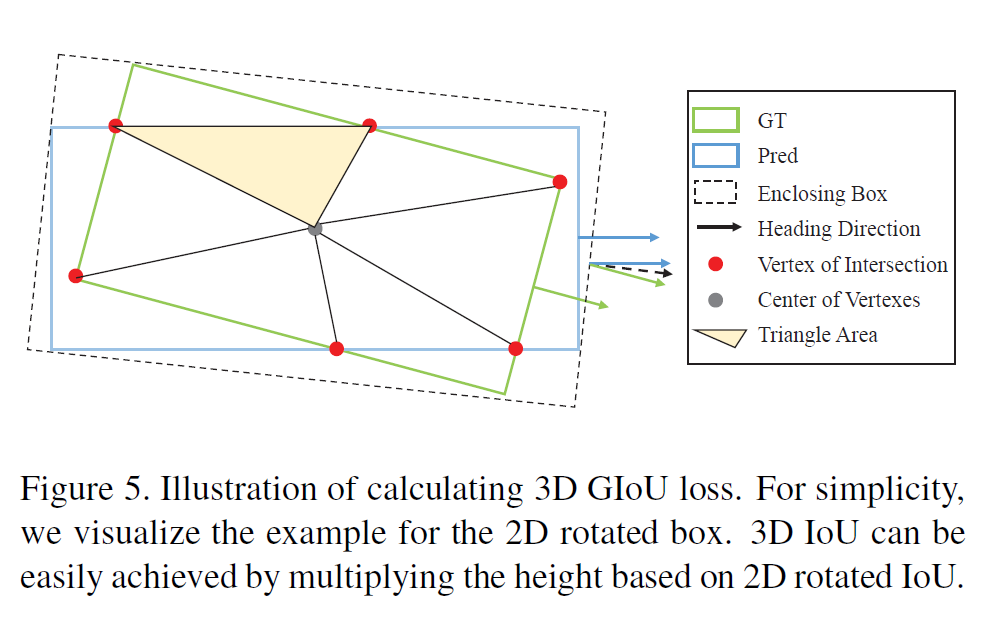 GT
Pred
Enclosing Box
Heading Direction
Vertex of Intersection
Center of Vertexes
Triangle Area
Figure 5. Illustration of calculating 3D GIoU loss. For simplicity,
we visualize the example for the 2D rotated box. 3D IoU can be
easily achieved by multiplying the height based on 2D rotated IoU.